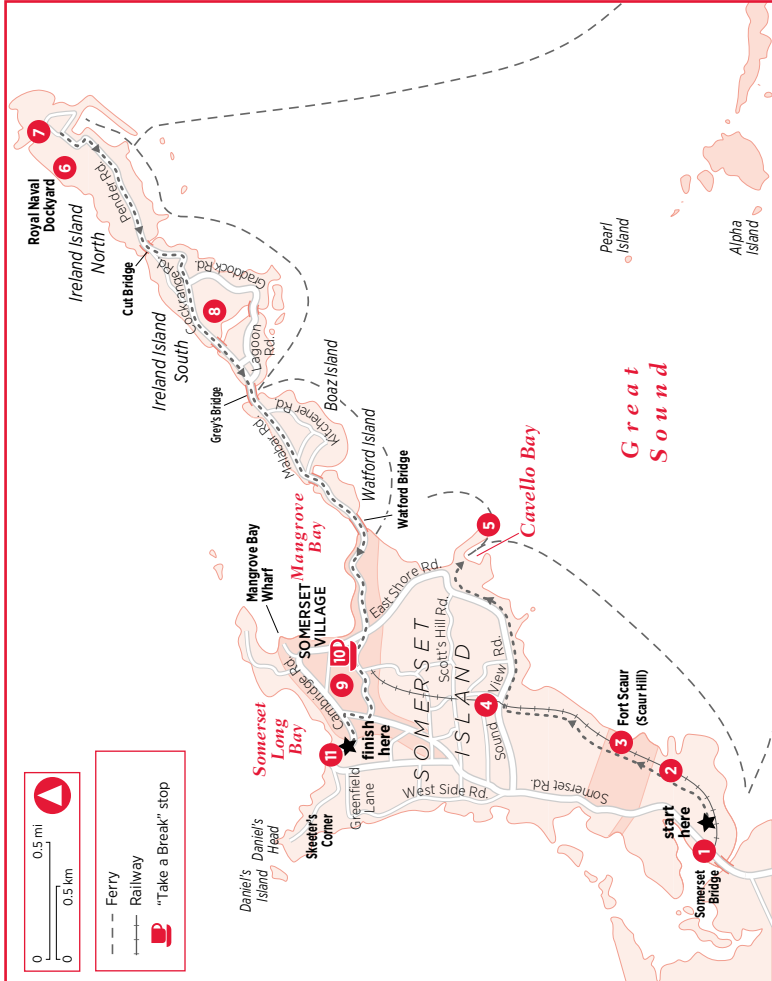 7
Royal Naval
Dockyard
6
Pender Rd.
Ireland Island
North
Cut Bridge
Cockrange Rd.
Graddock Rd.
Ireland Island
South
8
Lagoon
Rd.
Grey's Bridge
Boaz Island
Malabar Rd.
Kitchener Rd.
Watford Island
Watford Bridge
Pearl
Island
Alpha
Island
Great
Sound
Mangrove
Bay
Mangrove Bay
Wharf
SOMERSET
VILLAGE
Cavello Bay
5
East Shore Rd.
10
9
Cambridge Rd.
Somerset
Long
Bay
11
finish
here
Scott's Hill Rd.
SOMERSET
ISLAND
Sound View Rd.
4
Greenfield
Lane
West Side Rd.
Skeeter's
Corner
Daniel's
Head
Daniel's
Island
Somerset Rd.
3
Fort Scaur
(Scaur Hill)
2
start
here
1
Somerset
Bridge
0
0.5 mi
0
0.5 km
Ferry
Railway
"Take a Break" stop